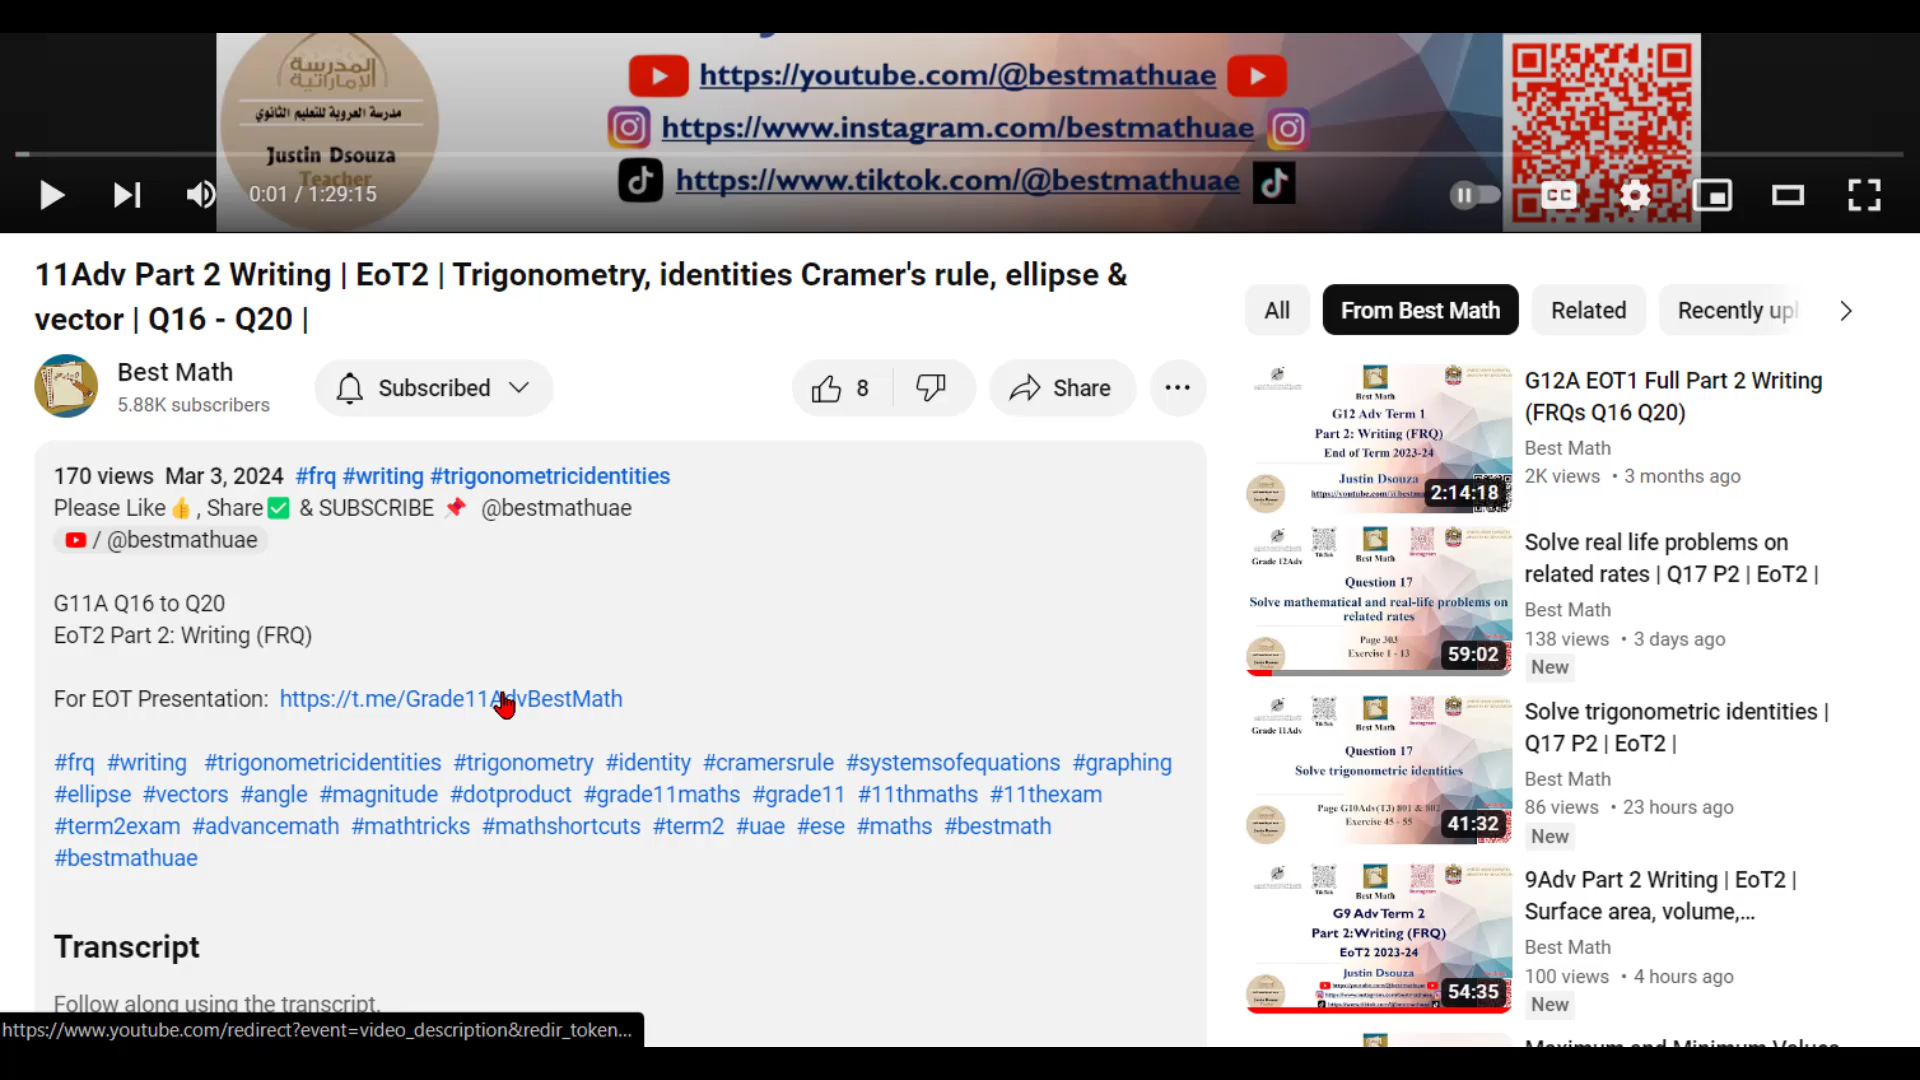 المدرسة
الإماراتية
مدرسة العروبة للتعليم الثانوي
Justin Dsouza
Teacher
https://youtube.com/@bestmathuae
https://www.instagram.com/bestmathuae
https://www.tiktok.com/@bestmathuae
0:01 / 1:29:15
CC
11Adv Part 2 Writing | EoT2 | Trigonometry, identities Cramer's rule, ellipse &
vector | Q16 - Q20 |
Best Math
5.88K subscribers
Subscribed
8
Share
170 views Mar 3, 2024 #frq #writing #trigonometricidentities
Please Like👍, Share✅ & SUBSCRIBE 📌 @bestmathuae
/ @bestmathuae
G11A Q16 to Q20
EoT2 Part 2: Writing (FRQ)
For EOT Presentation: https://t.me/Grade11AdvBestMath
#frq #writing #trigonometricidentities #trigonometry #identity #cramersrule #systemsofequations #graphing
#ellipse #vectors #angle #magnitude #dotproduct #grade11maths #grade11 #11thmaths #11thexam
#term2exam #advancemath #mathtricks #mathshortcuts #term2 #uae #ese #maths #bestmath
#bestmathuae
Transcript
Follow along using the transcript.
https://www.youtube.com/redirect?event=video_description&redir_token...
All
From Best Math
Related
Recently upl
Best Math
G12 Adv Term 1
Part 2: Writing (FRQ)
End of Term 2023-24
Justin Dsouza
2:14:18
G12A EOT1 Full Part 2 Writing
(FRQs Q16 Q20)
Best Math
2K views • 3 months ago
Grade 12Adv
TikTok
Best Math
Question 17
Solve mathematical and real-life problems on
related rates
Page 303
Exercise 1 - 13
59:02
Solve real life problems on
related rates | Q17 P2 | EoT2 |
Best Math
138 views • 3 days ago
New
Grade 11Adv
TikTok
Best Math
Question 17
Solve trigonometric identities
Page G10Adv(T3) 801 & 802
Exercise 45 - 55
41:32
Solve trigonometric identities |
Q17 P2 | EoT2 |
Best Math
86 views • 23 hours ago
New
TikTok
Best Math
G9 Adv Term 2
Part 2:Writing (FRQ)
EoT2 2023-24
Justin Dsouza
54:35
9Adv Part 2 Writing | EoT2 |
Surface area, volume,...
Best Math
100 views • 4 hours ago
New
Maximum and Minimum Values